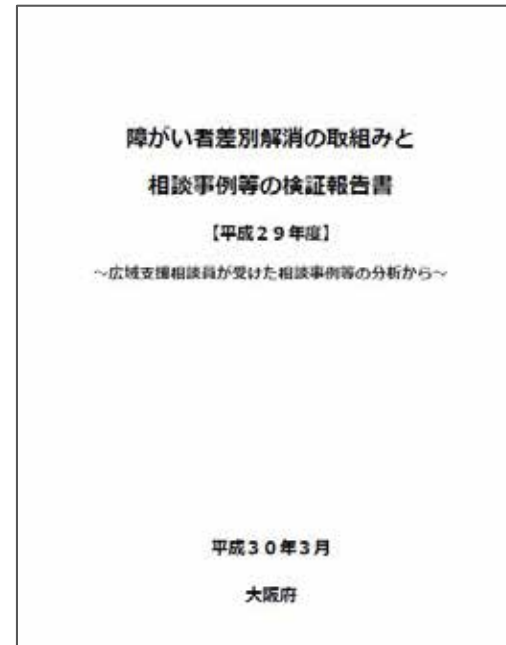 障がい者差別解消の取組みと
相談事例等の検証報告書
【平成２９年度】
～広域支援相談員が受けた相談事例等の分析から～
平成３０年３月
大阪府